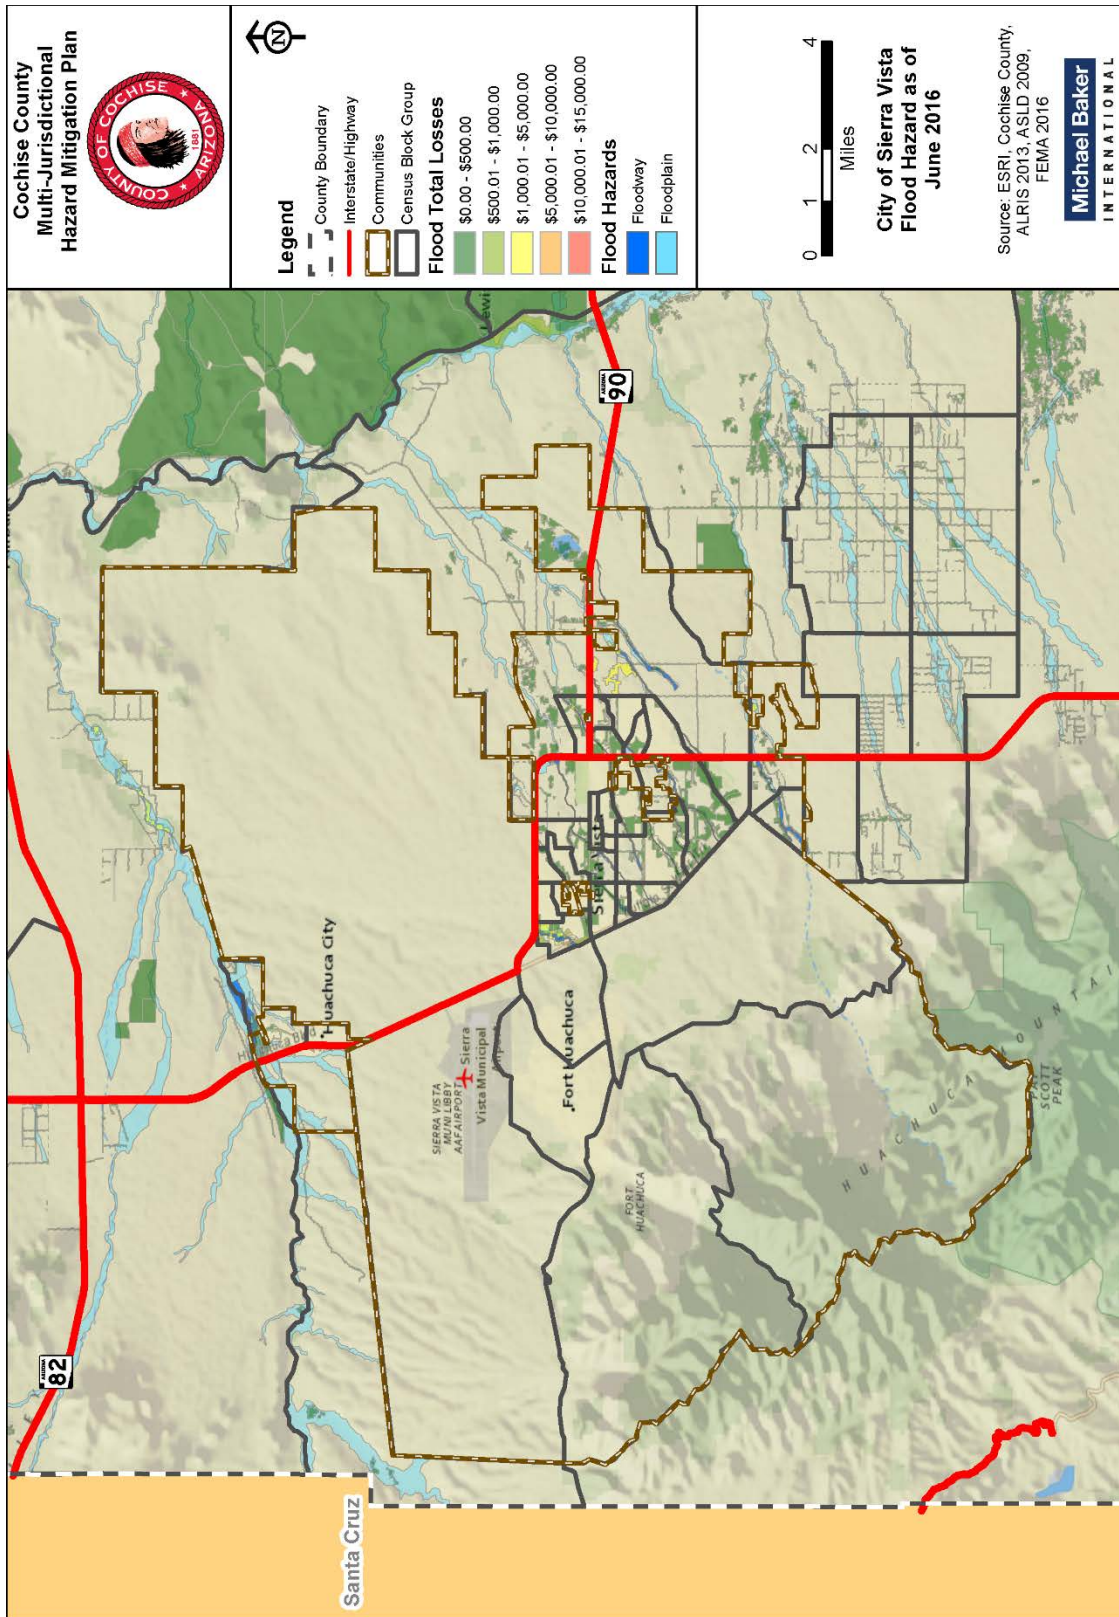 Cochise County
Multi-Jurisdictional
Hazard Mitigation Plan
COUNTY OF COCHISE
1881
ARIZONA
N
Legend
County Boundary
Interstate/Highway
Communities
Census Block Group
Flood Total Losses
$0.00 - $500.00
$500.01 - $1,000.00
$1,000.01 - $5,000.00
$5,000.01 - $10,000.00
$10,000.01 - $15,000.00
Flood Hazards
Floodway
Floodplain
0 1 2 4
Miles
City of Sierra Vista
Flood Hazard as of
June 2016
Source: ESRI, Cochise County,
ALRIS 2013, ASLD 2009,
FEMA 2016
Michael Baker
INTERNATIONAL
Santa Cruz
ARIZONA
82
Huachuca City
SIERRA VISTA
MUNI LIBBY
AAFAIRPORT
Sierra
Vista Municipal
Airport
Fort Huachuca
FORT
HUACHUCA
Sierra Vista
ARIZONA
90
Lewi
HUACHUCA MOUNTAI
SCOTT
PEAK